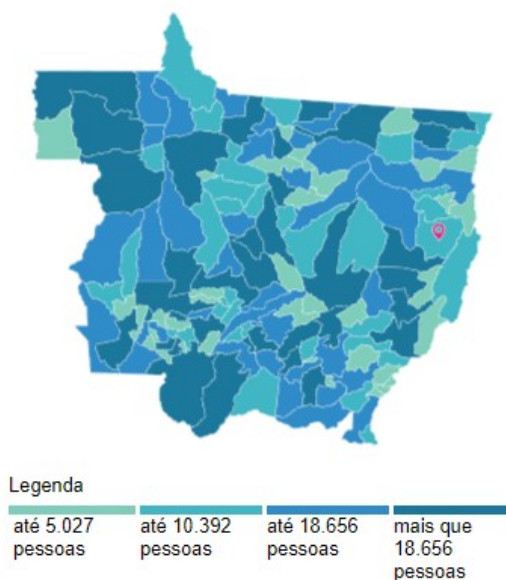 Legenda
até 5.027 pessoas
até 10.392 pessoas
até 18.656 pessoas
mais que 18.656 pessoas